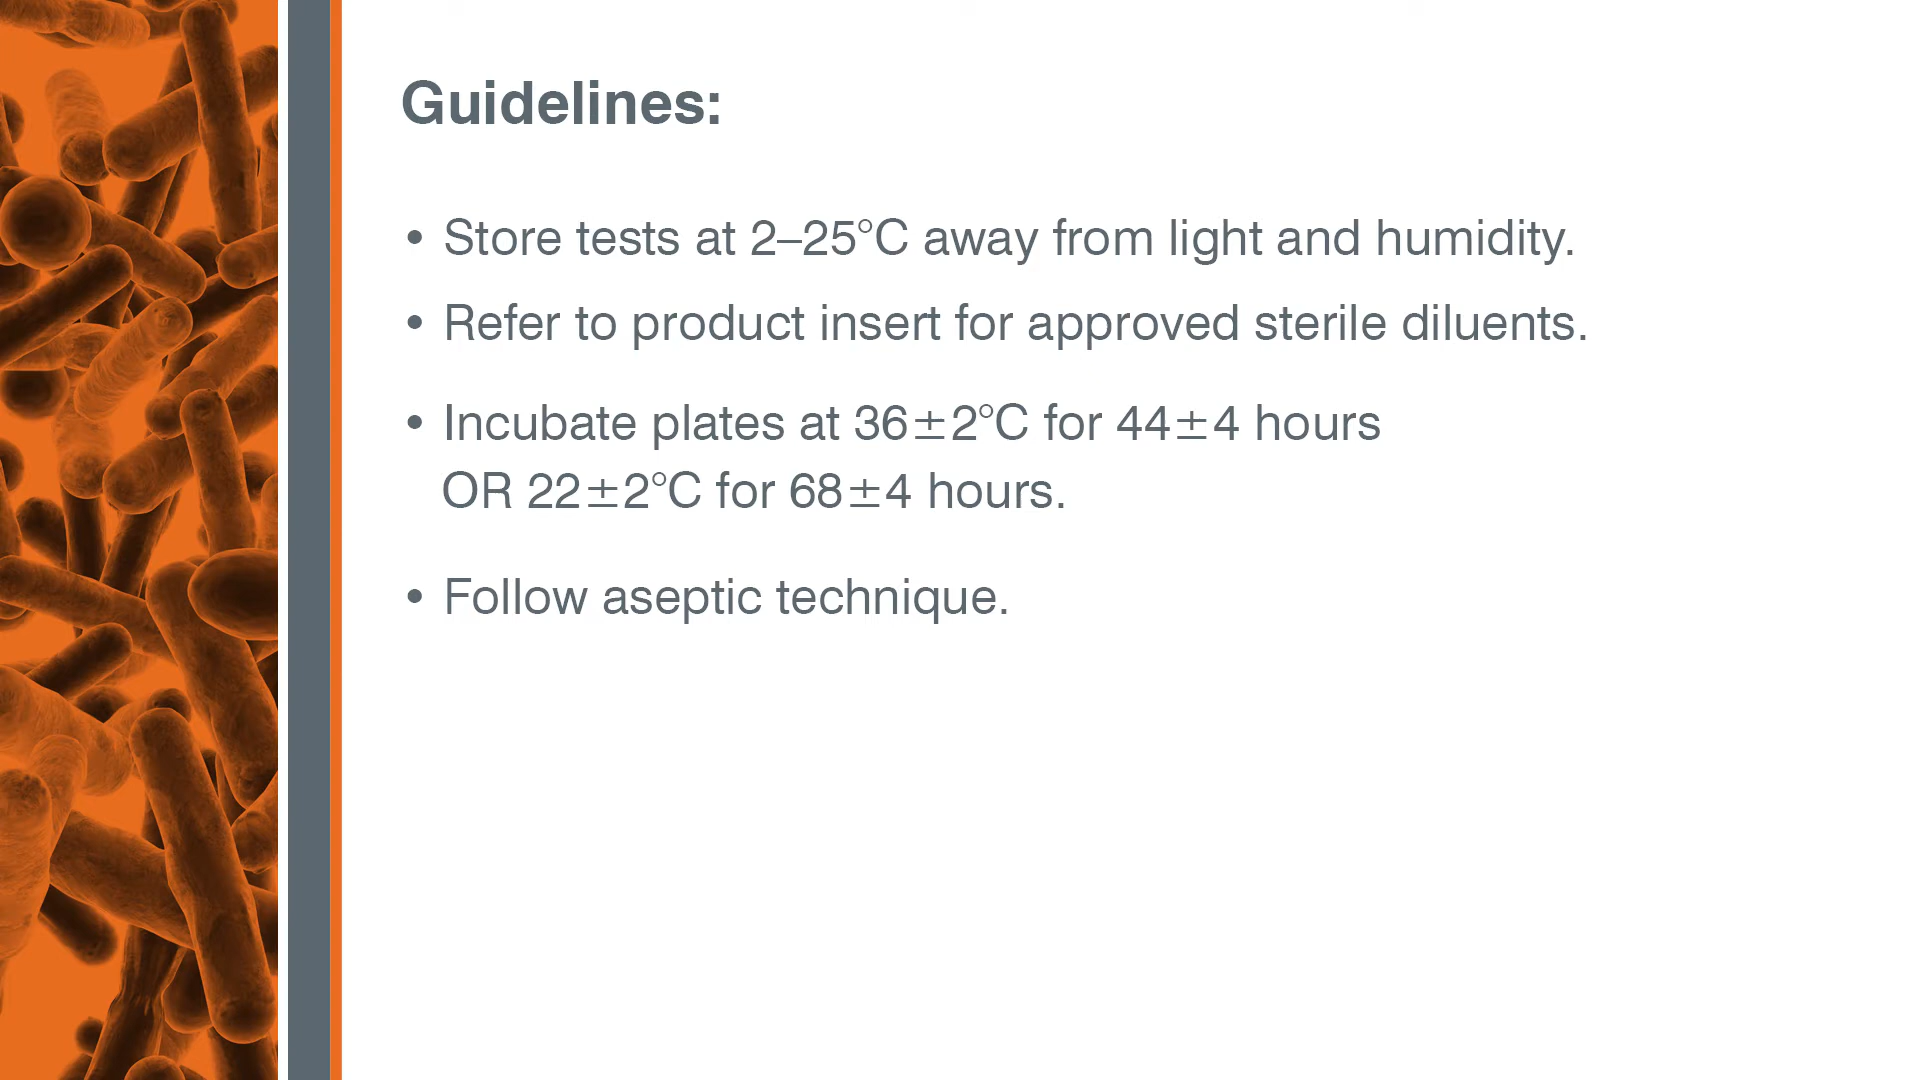 Guidelines:
• Store tests at 2–25°C away from light and humidity.
• Refer to product insert for approved sterile diluents.
• Incubate plates at 36±2°C for 44±4 hours
OR 22±2°C for 68±4 hours.
• Follow aseptic technique.